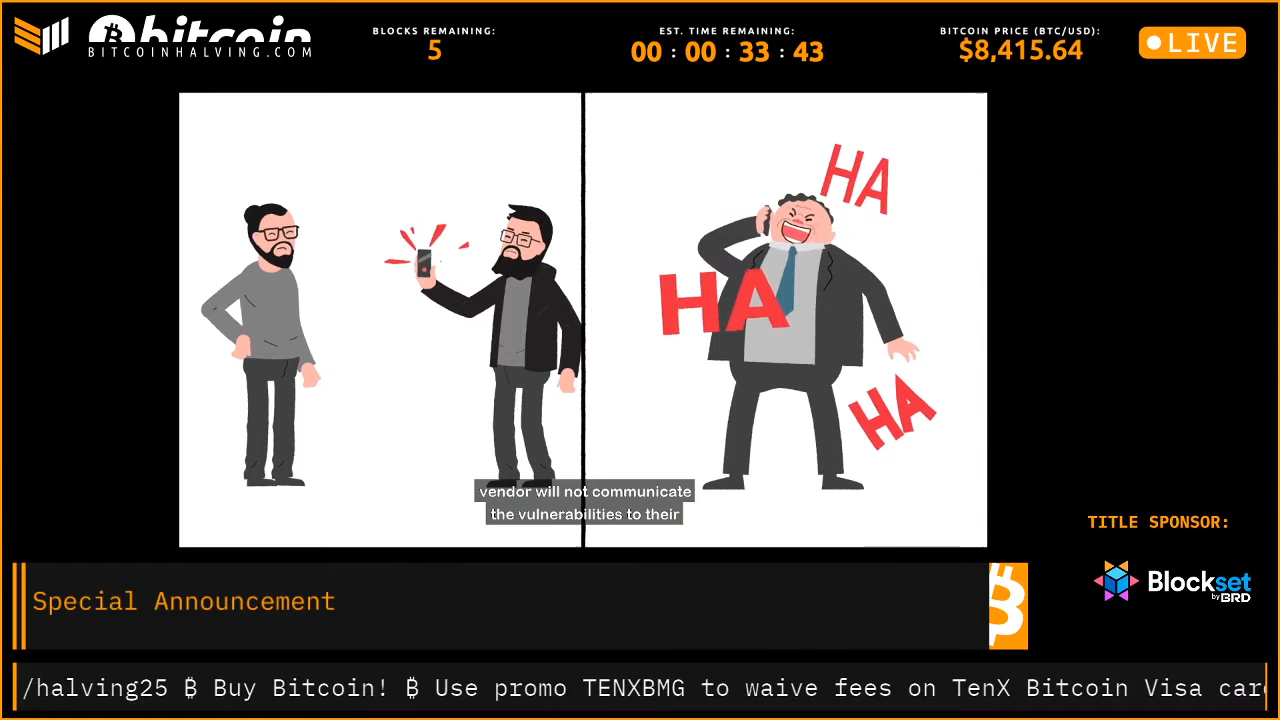 bitcoin
BITCOINHALVING.COM
BLOCKS REMAINING:
5
EST. TIME REMAINING:
00 : 00 : 33 : 43
BITCOIN PRICE (BTC/USD):
$8,415.64
LIVE
HA
HA
HA
vendor will not communicate
the vulnerabilities to their
TITLE SPONSOR:
Blockset
by BRD
Special Announcement
/halving25 ₿ Buy Bitcoin! ₿ Use promo TENXBMG to waive fees on TenX Bitcoin Visa car